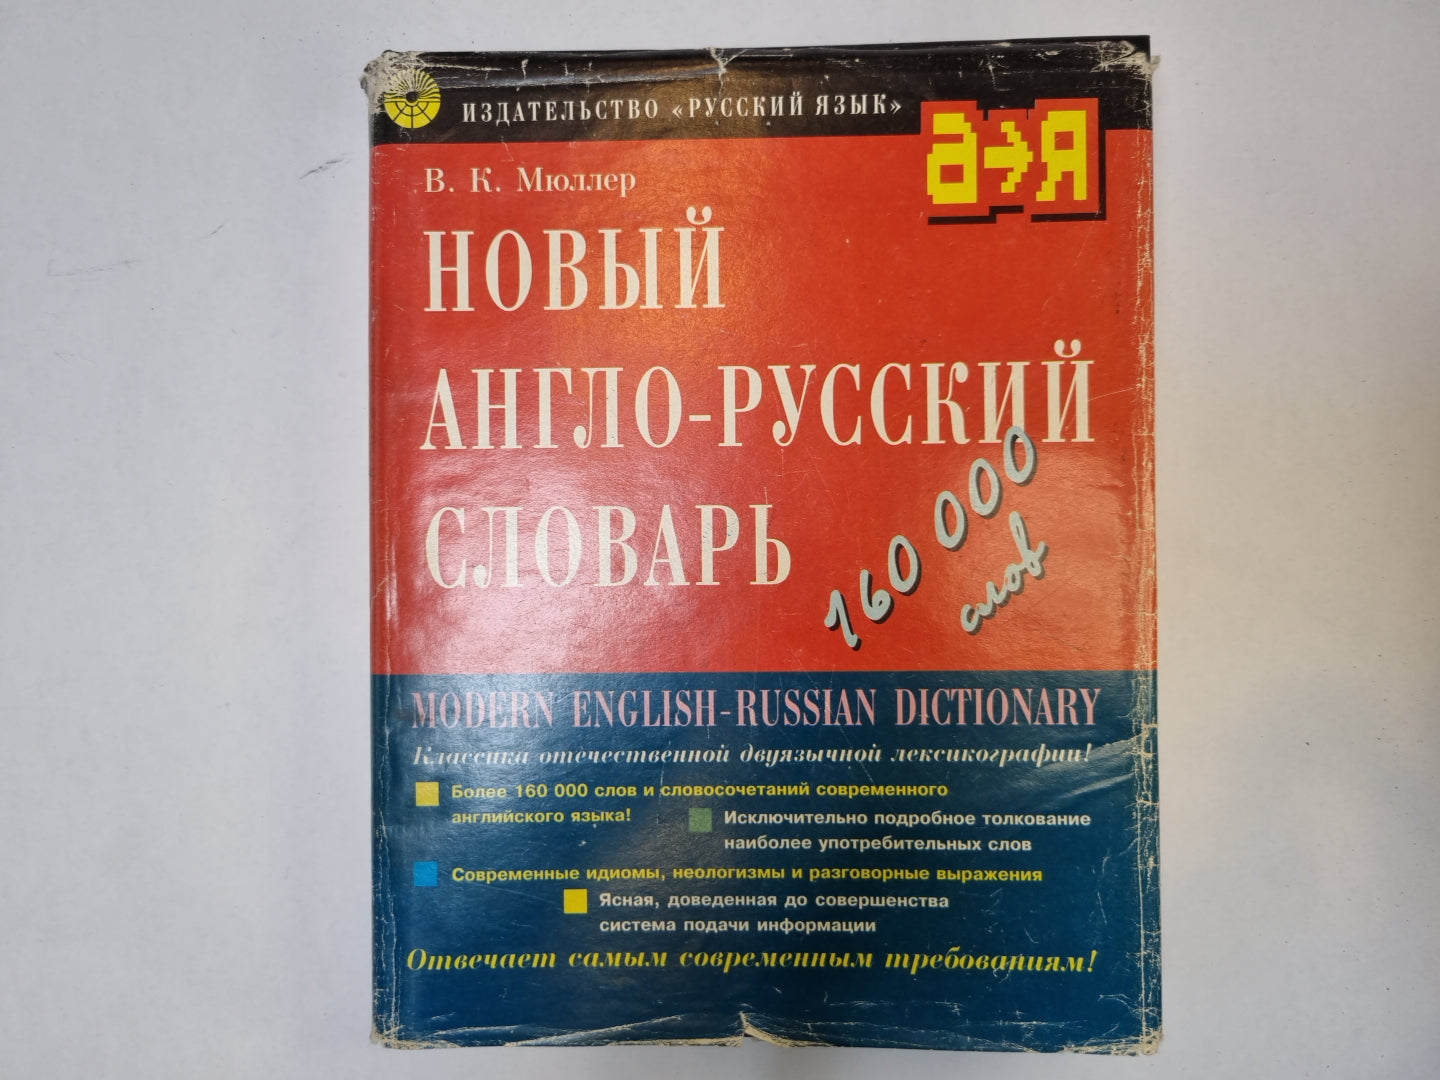 ИЗДАТЕЛЬСТВО «РУССКИЙ ЯЗЫК»
а→Я
В. К. Мюллер
НОВЫЙ
АНГЛО-РУССКИЙ
СЛОВАРЬ
160 000
слов
MODERN ENGLISH-RUSSIAN DICTIONARY
Классика отечественной двуязычной лексикографии!
Более 160 000 слов и словосочетаний современного
английского языка!
Исключительно подробное толкование
наиболее употребительных слов
Современные идиомы, неологизмы и разговорные выражения
Ясная, доведенная до совершенства
система подачи информации
Отвечает самым современным требованиям!